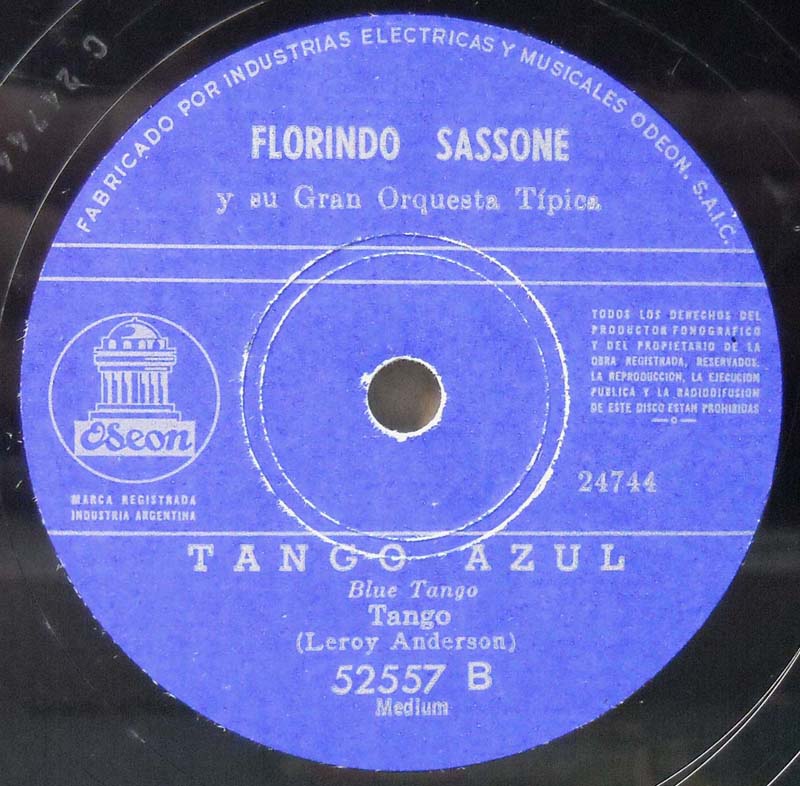 FABRICADO POR INDUSTRIAS ELECTRICAS Y MUSICALES ODEON. S.A.I.C.
FLORINDO SASSONE
y su Gran Orquesta Típica
TODOS LOS DERECHOS DEL
PRODUCTOR FONOGRAFICO
Y DEL PROPIETARIO DE LA
OBRA REGISTRADA, RESERVADOS.
LA REPRODUCCION, LA EJECUCION
PUBLICA Y LA RADIODIFUSION
DE ESTE DISCO ESTAN PROHIBIDAS
Odeon
MARCA REGISTRADA
INDUSTRIA ARGENTINA
24744
TANGO AZUL
Blue Tango
Tango
(Leroy Anderson)
52557 B
Medium
C 24744